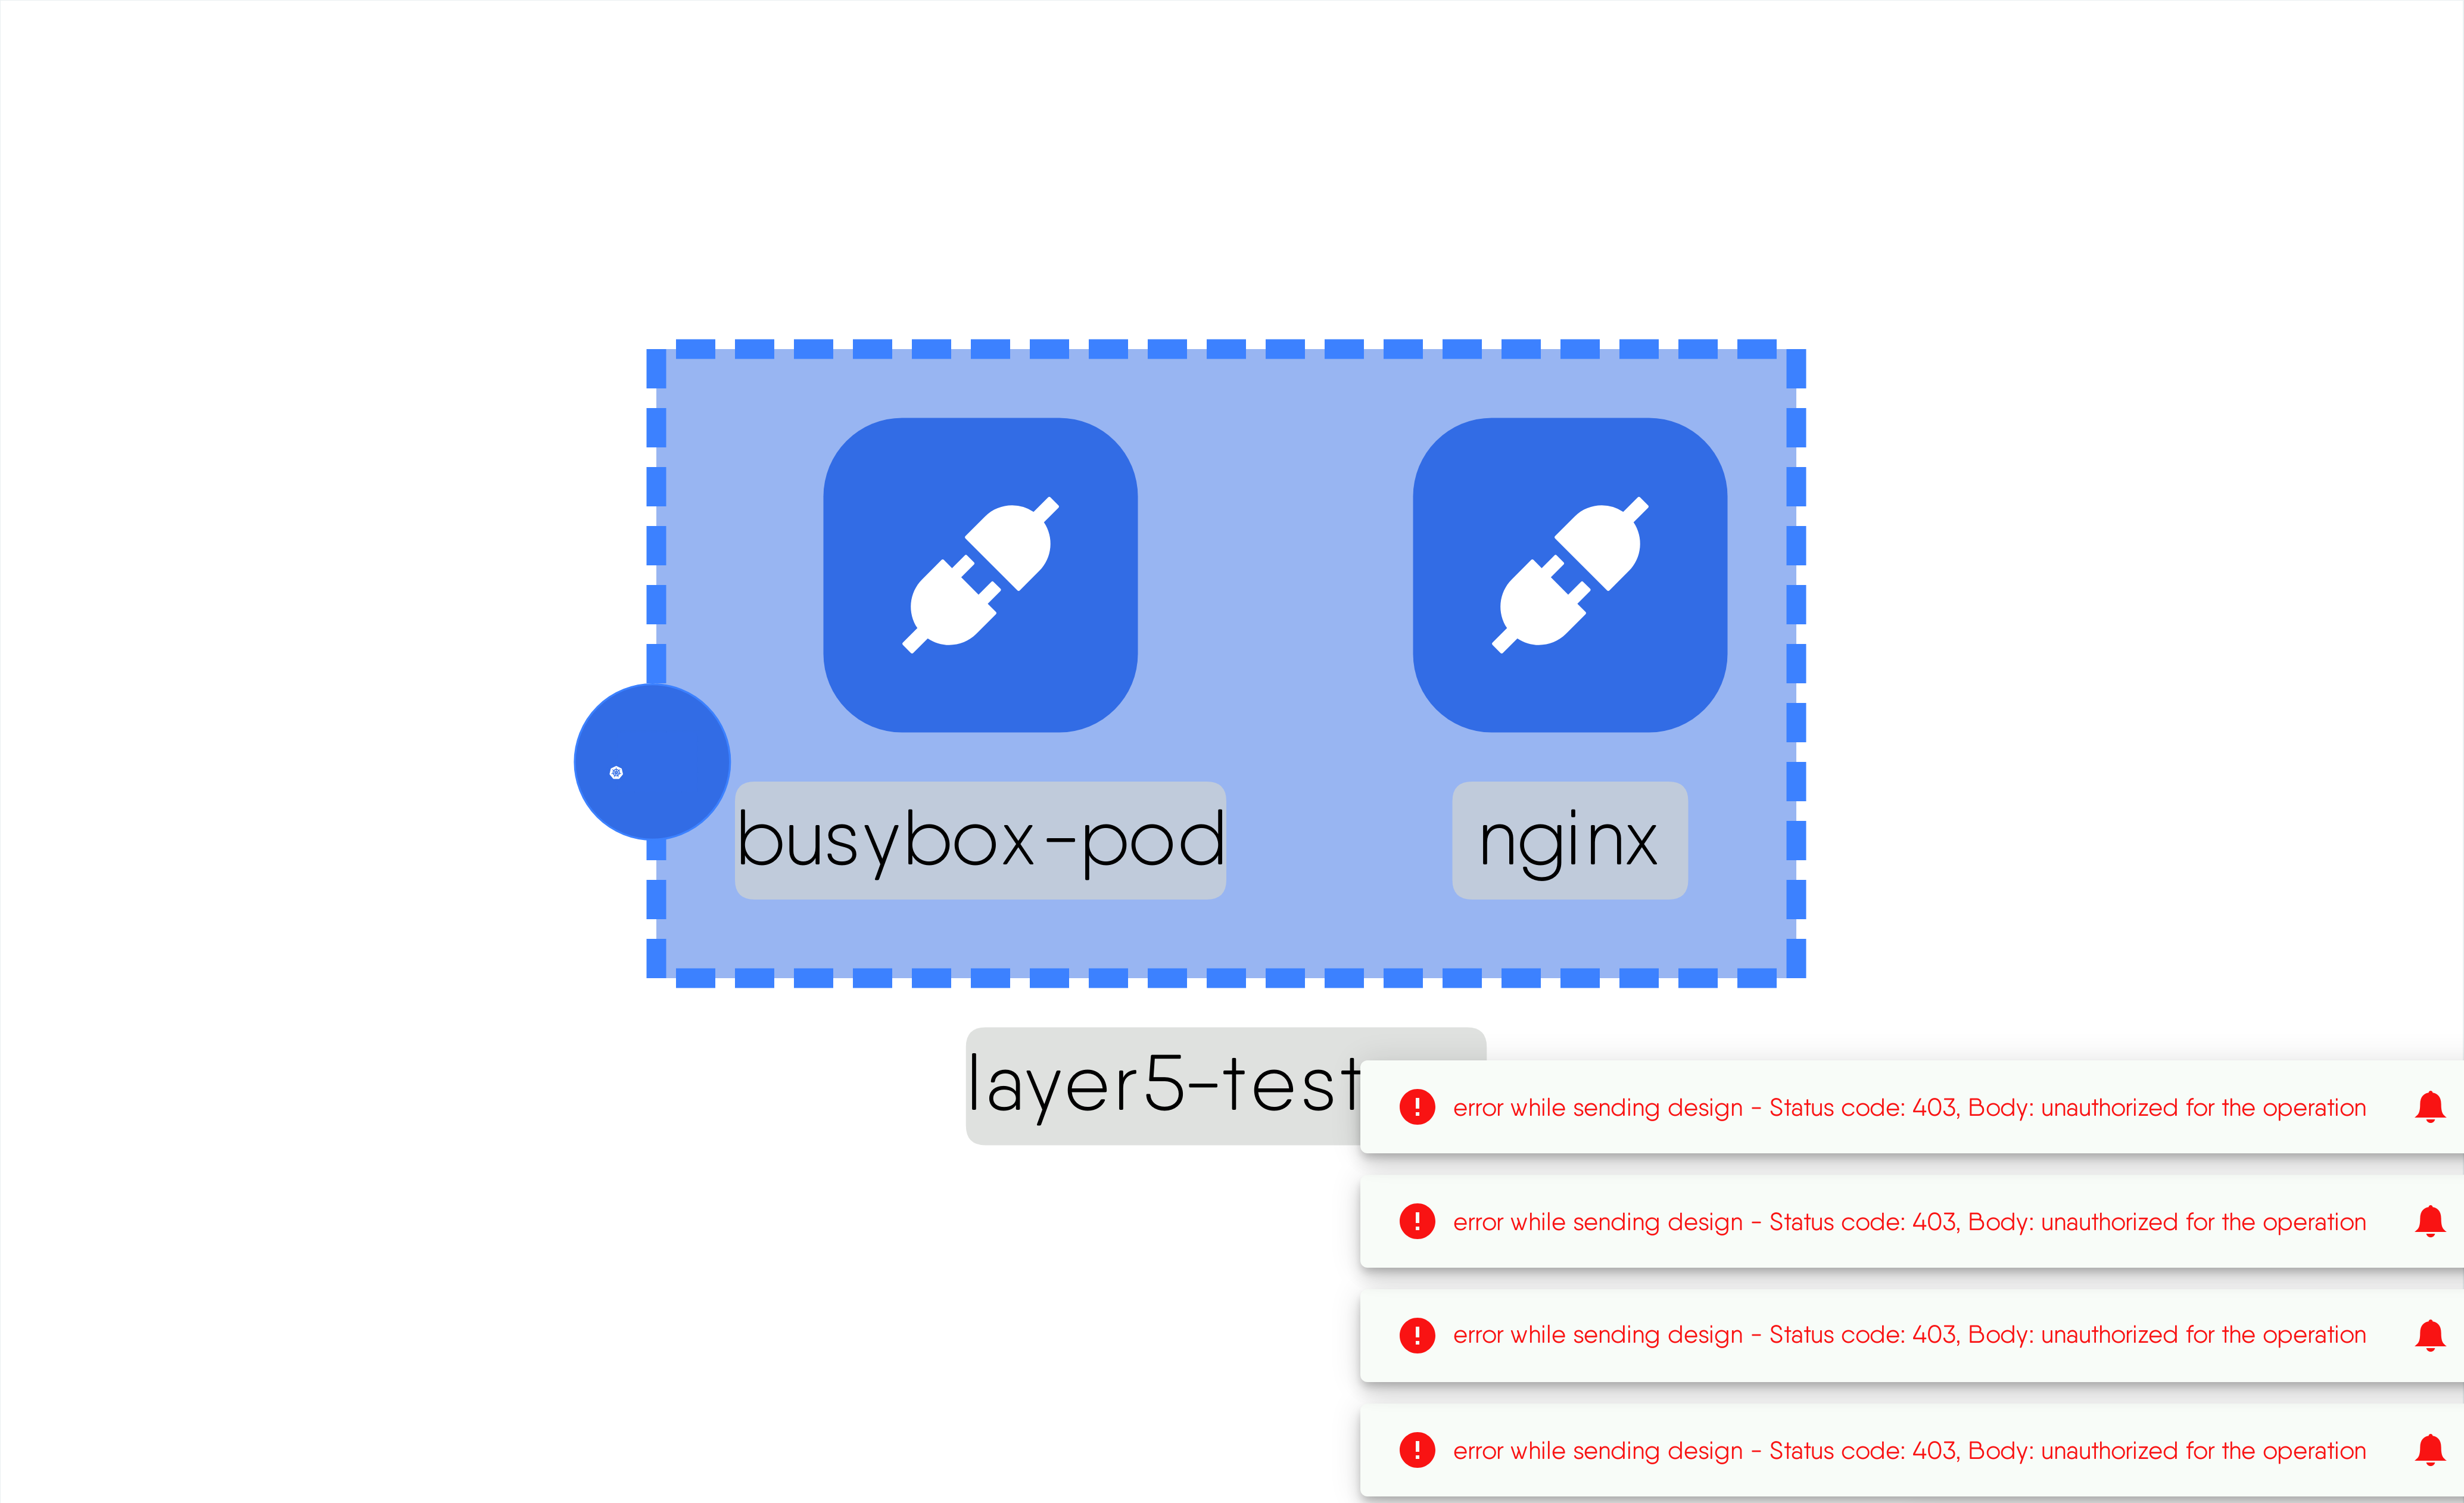 busybox-pod
nginx
layer5-test
error while sending design - Status code: 403, Body: unauthorized for the operation
error while sending design - Status code: 403, Body: unauthorized for the operation
error while sending design - Status code: 403, Body: unauthorized for the operation
error while sending design - Status code: 403, Body: unauthorized for the operation